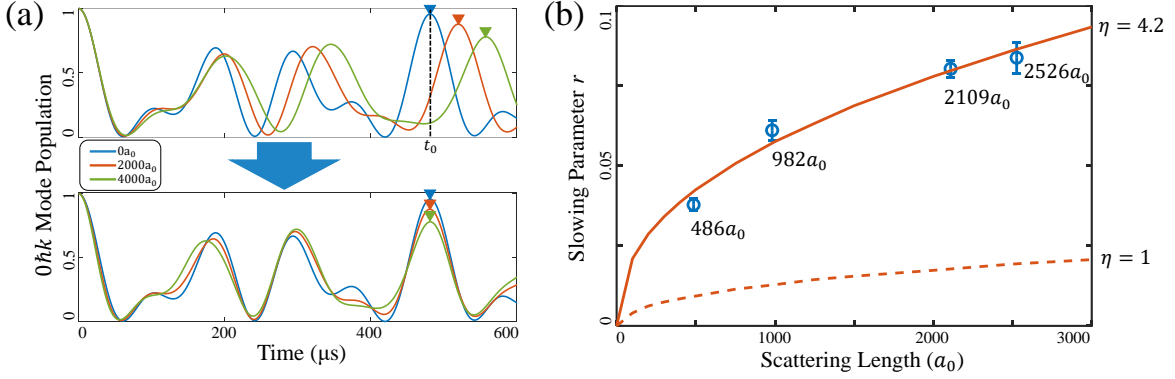 (a)
1
0.5
0
t₀
0a₀
2000a₀
4000a₀
1
0.5
0
0 200 400 600
0ℏk Mode Population
Time (μs)
(b)
0.1
0.05
0
η = 4.2
2526a₀
2109a₀
982a₀
486a₀
η = 1
0 1000 2000 3000
Slowing Parameter r
Scattering Length (a₀)